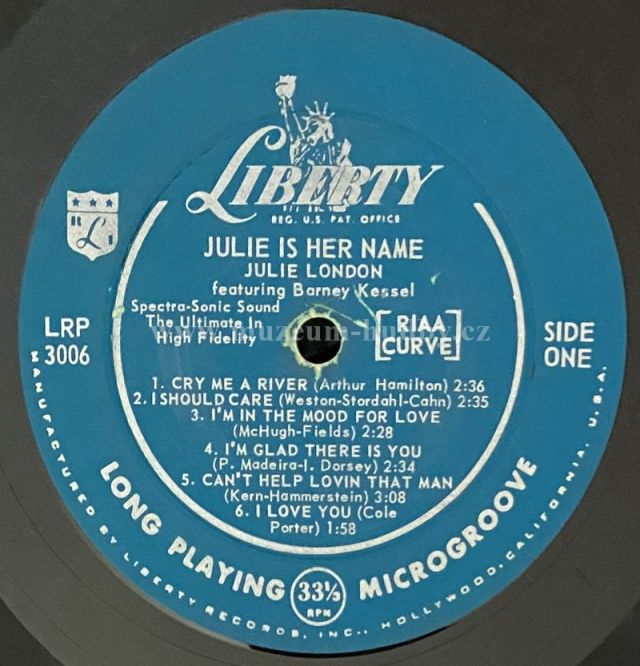 LIBERTY
REG. U.S. PAT. OFFICE
L
JULIE IS HER NAME
JULIE LONDON
featuring Barney Kessel
Spectra-Sonic Sound
The Ultimate In
High Fidelity
RIAA
CURVE
LRP
3006
SIDE
ONE
www.muzeum-hudby.cz
1. CRY ME A RIVER (Arthur Hamilton) 2:36
2. I SHOULD CARE (Weston-Stordahl-Cahn) 2:35
3. I'M IN THE MOOD FOR LOVE
(McHugh-Fields) 2:28
4. I'M GLAD THERE IS YOU
(P. Madeira-I. Dorsey) 2:34
5. CAN'T HELP LOVIN THAT MAN
(Kern-Hammerstein) 3:08
6. I LOVE YOU (Cole
Porter) 1:58
LONG PLAYING 33⅓ RPM MICROGROOVE
MANUFACTURED BY LIBERTY RECORDS, INC., HOLLYWOOD, CALIFORNIA, U.S.A.